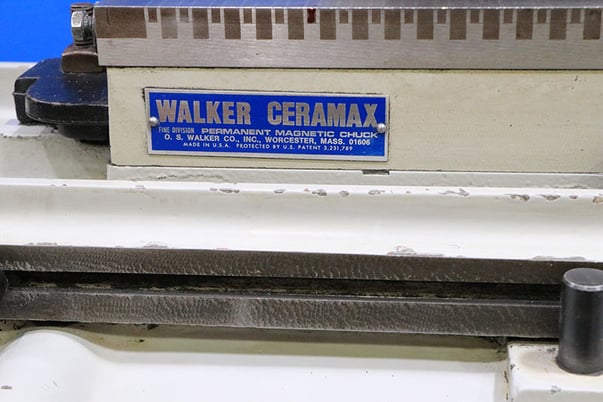 WALKER CERAMAX
FINE DIVISION PERMANENT MAGNETIC CHUCK
O. S. WALKER CO., INC., WORCESTER, MASS. 01606
MADE IN U.S.A. PROTECTED BY U.S. PATENT 3,231,789